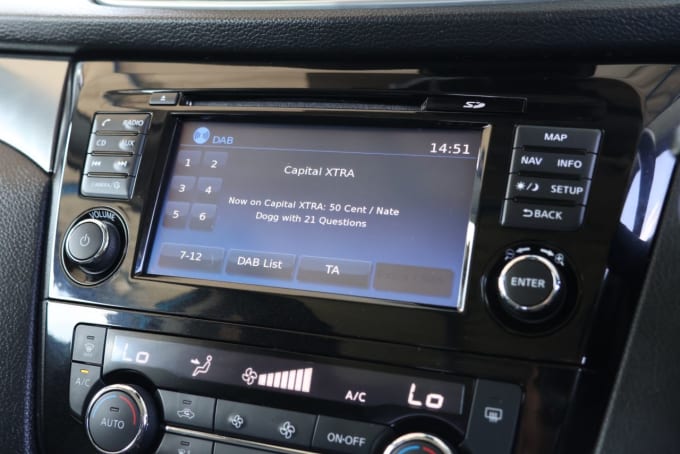 SD
RADIO
CD AUX
CAMERA
VOLUME
DAB
14:51
Capital XTRA
1 2
3 4
5 6
Now on Capital XTRA: 50 Cent / Nate
Dogg with 21 Questions
7-12
DAB List
TA
MAP
NAV INFO
SETUP
BACK
ENTER
Lo
A/C
Lo
A/C
AUTO
ON-OFF